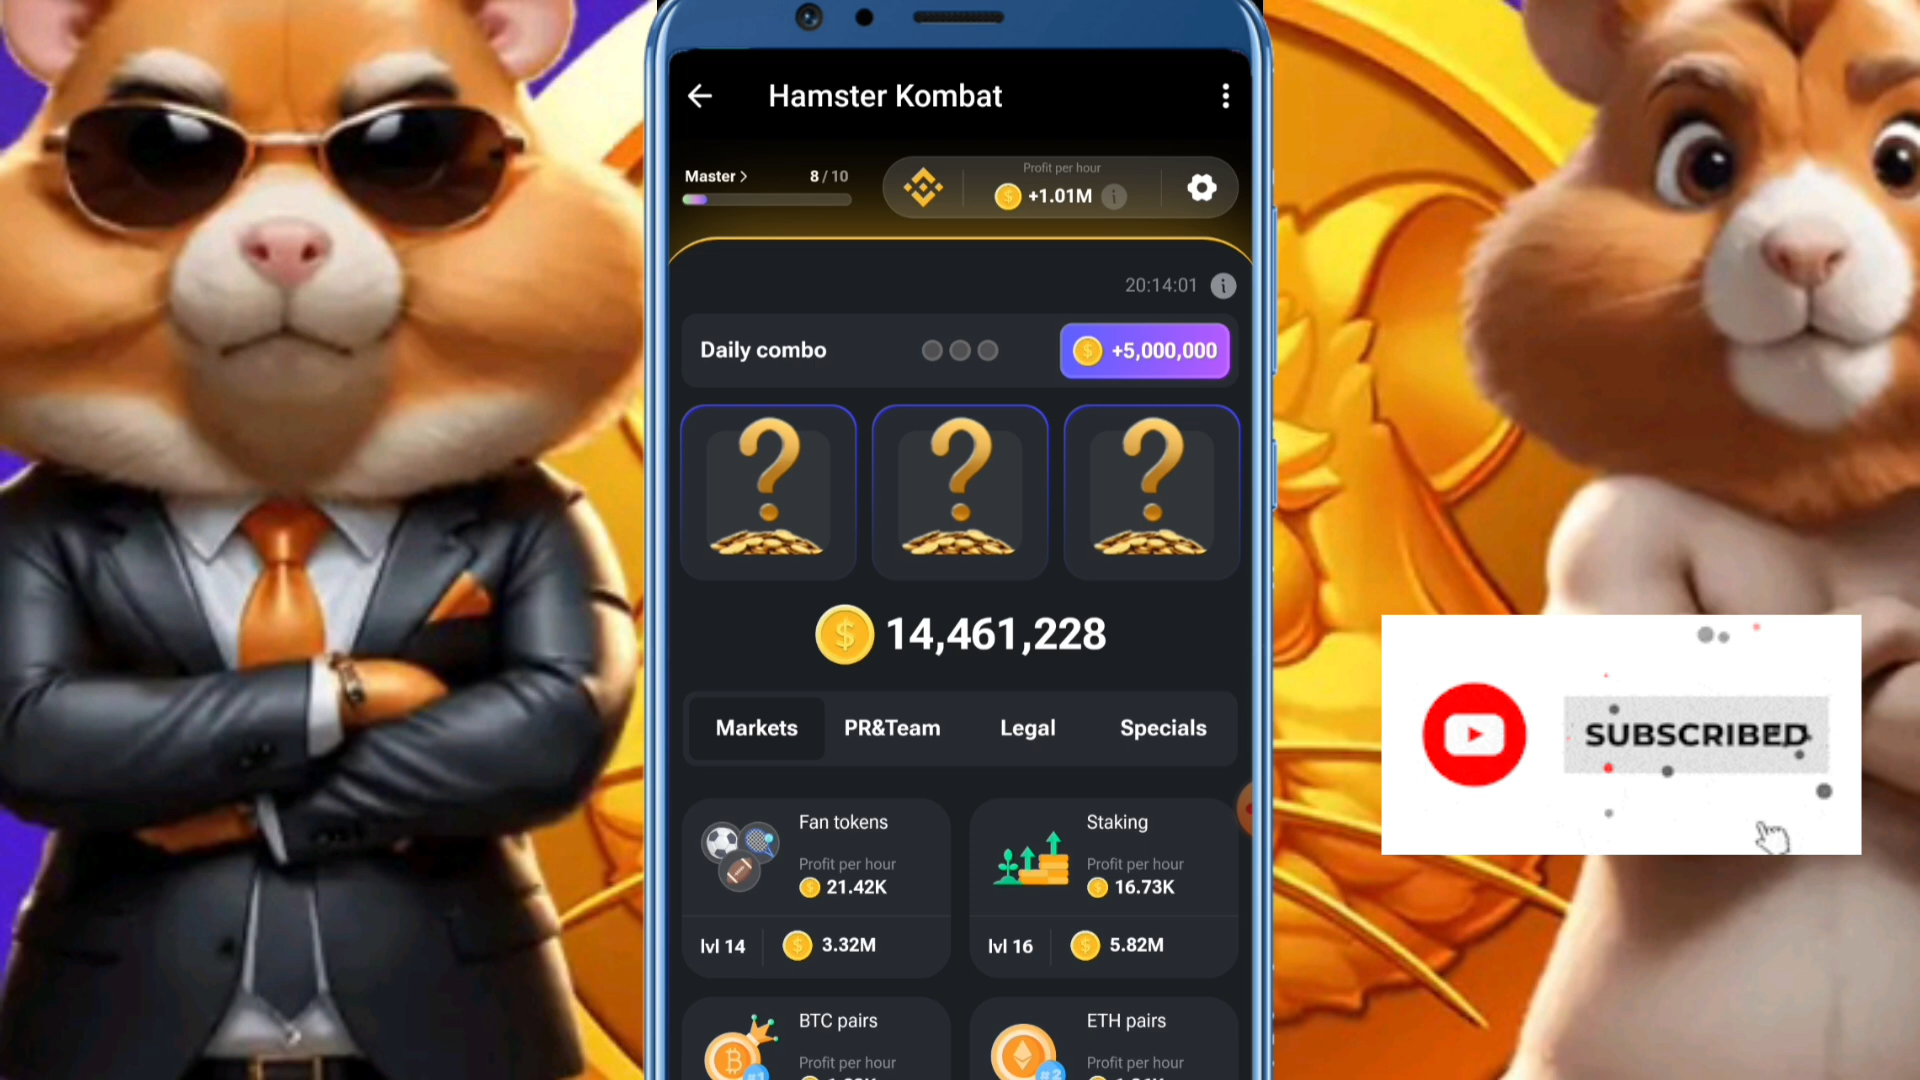 Hamster Kombat
Master >
8 / 10
Profit per hour
+1.01M
20:14:01
Daily combo
+5,000,000
14,461,228
Markets
PR&Team
Legal
Specials
Fan tokens
Profit per hour
21.42K
lvl 14
3.32M
Staking
Profit per hour
16.73K
lvl 16
5.82M
BTC pairs
Profit per hour
#1
ETH pairs
Profit per hour
#2
SUBSCRIBED